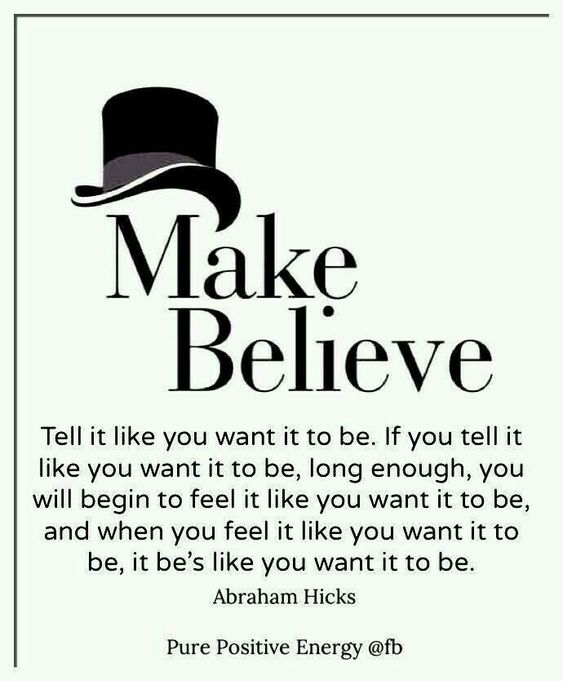 Make
Believe
Tell it like you want it to be. If you tell it
like you want it to be, long enough, you
will begin to feel it like you want it to be,
and when you feel it like you want it to
be, it be’s like you want it to be.
Abraham Hicks
Pure Positive Energy @fb